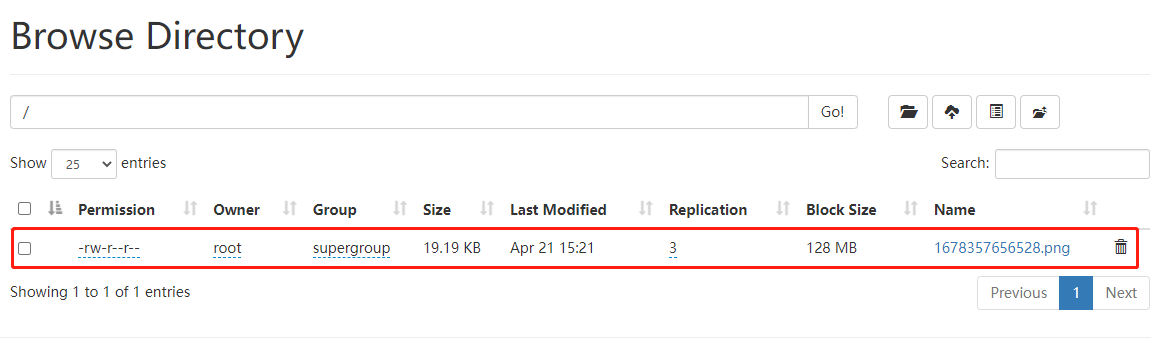 Browse Directory
/ Go!
Show 25 entries Search:
Permission Owner Group Size Last Modified Replication Block Size Name
-rw-r--r-- root supergroup 19.19 KB Apr 21 15:21 3 128 MB 1678357656528.png
Showing 1 to 1 of 1 entries Previous 1 Next